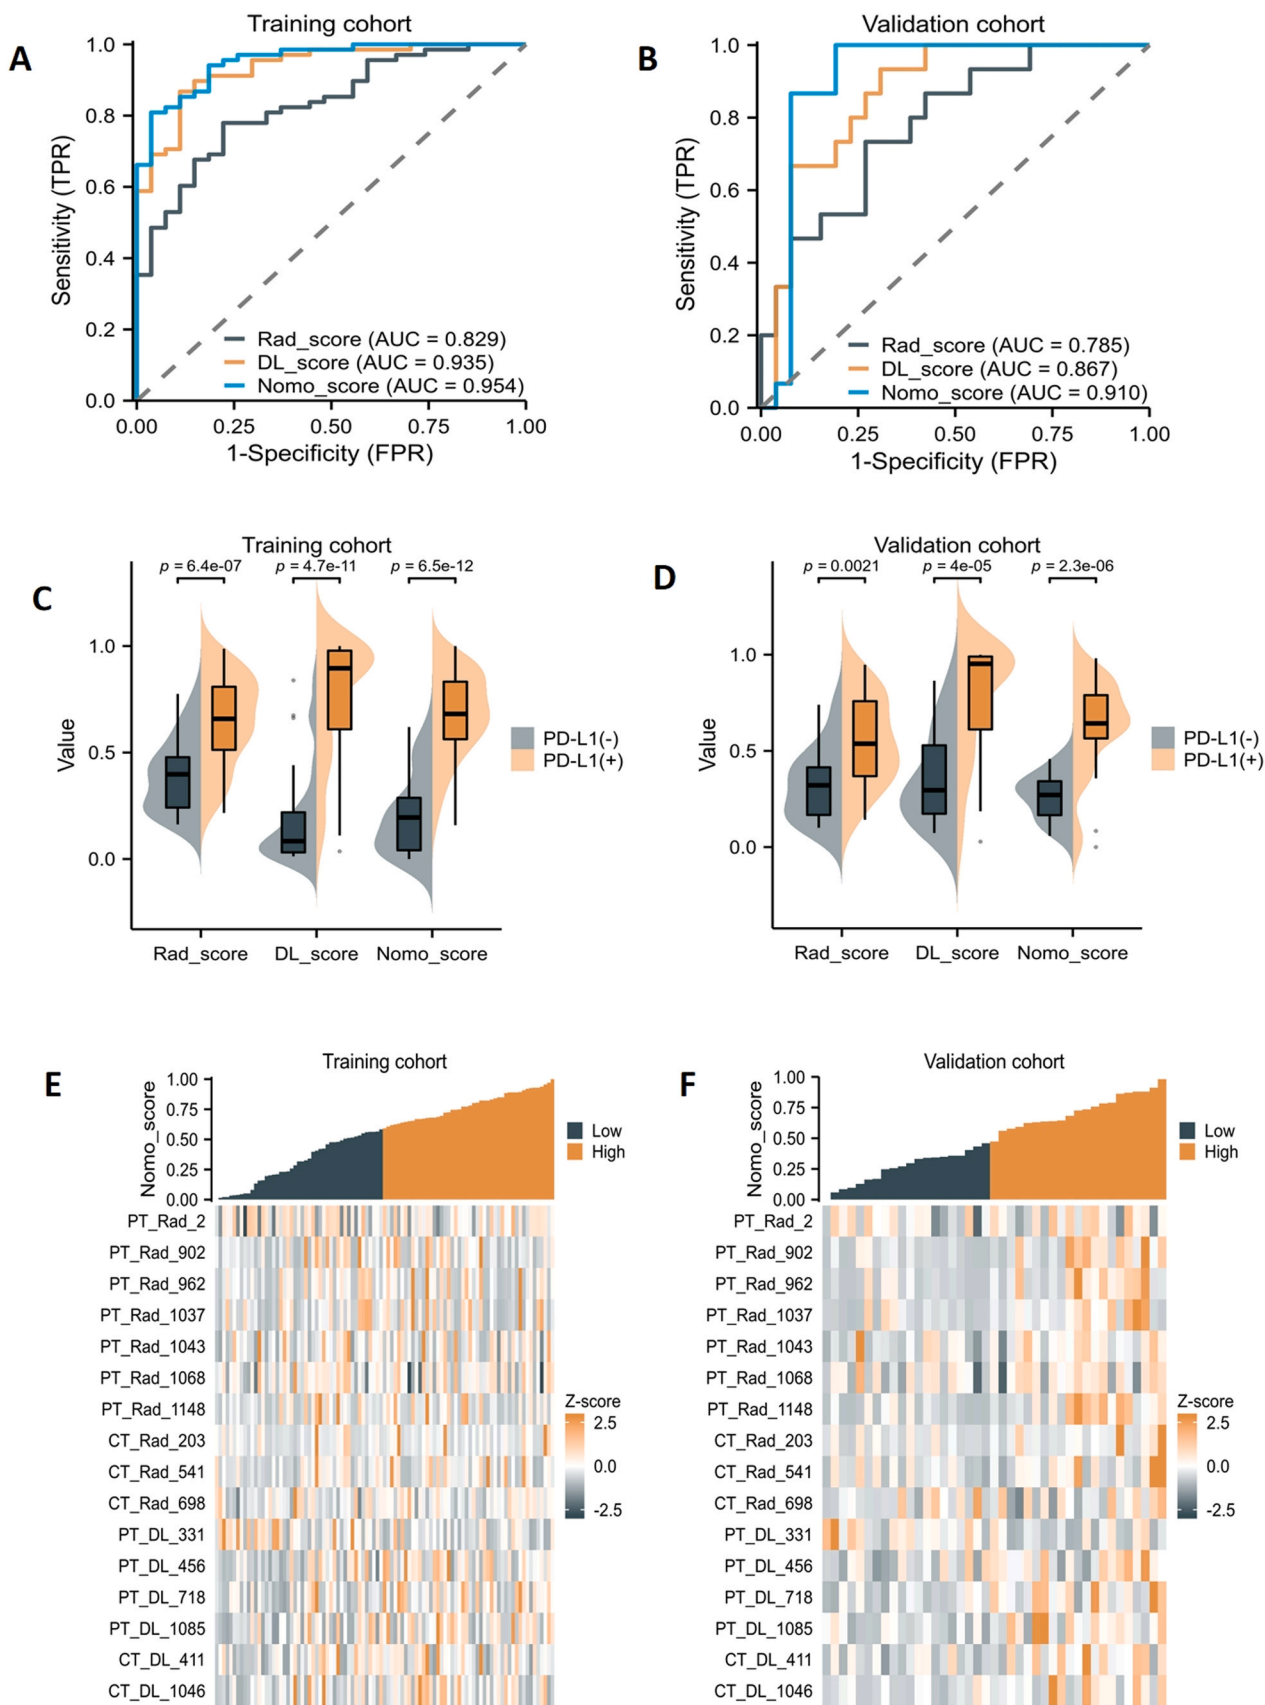 A
Training cohort
1.0
0.8
0.6
0.4
0.2
0.0
Sensitivity (TPR)
Rad_score (AUC = 0.829)
DL_score (AUC = 0.935)
Nomo_score (AUC = 0.954)
0.00 0.25 0.50 0.75 1.00
1-Specificity (FPR)
B
Validation cohort
1.0
0.8
0.6
0.4
0.2
0.0
Sensitivity (TPR)
Rad_score (AUC = 0.785)
DL_score (AUC = 0.867)
Nomo_score (AUC = 0.910)
0.00 0.25 0.50 0.75 1.00
1-Specificity (FPR)
C
Training cohort
p = 6.4e-07 p = 4.7e-11 p = 6.5e-12
1.0
0.5
0.0
Value
PD-L1(-)
PD-L1(+)
Rad_score DL_score Nomo_score
D
Validation cohort
p = 0.0021 p = 4e-05 p = 2.3e-06
1.0
0.5
0.0
Value
PD-L1(-)
PD-L1(+)
Rad_score DL_score Nomo_score
E
Training cohort
1.00
0.75
0.50
0.25
0.00
Nomo_score
Low
High
PT_Rad_2
PT_Rad_902
PT_Rad_962
PT_Rad_1037
PT_Rad_1043
PT_Rad_1068
PT_Rad_1148
CT_Rad_203
CT_Rad_541
CT_Rad_698
PT_DL_331
PT_DL_456
PT_DL_718
PT_DL_1085
CT_DL_411
CT_DL_1046
Z-score
2.5
0.0
-2.5
F
Validation cohort
1.00
0.75
0.50
0.25
0.00
Nomo_score
Low
High
PT_Rad_2
PT_Rad_902
PT_Rad_962
PT_Rad_1037
PT_Rad_1043
PT_Rad_1068
PT_Rad_1148
CT_Rad_203
CT_Rad_541
CT_Rad_698
PT_DL_331
PT_DL_456
PT_DL_718
PT_DL_1085
CT_DL_411
CT_DL_1046
Z-score
2.5
0.0
-2.5